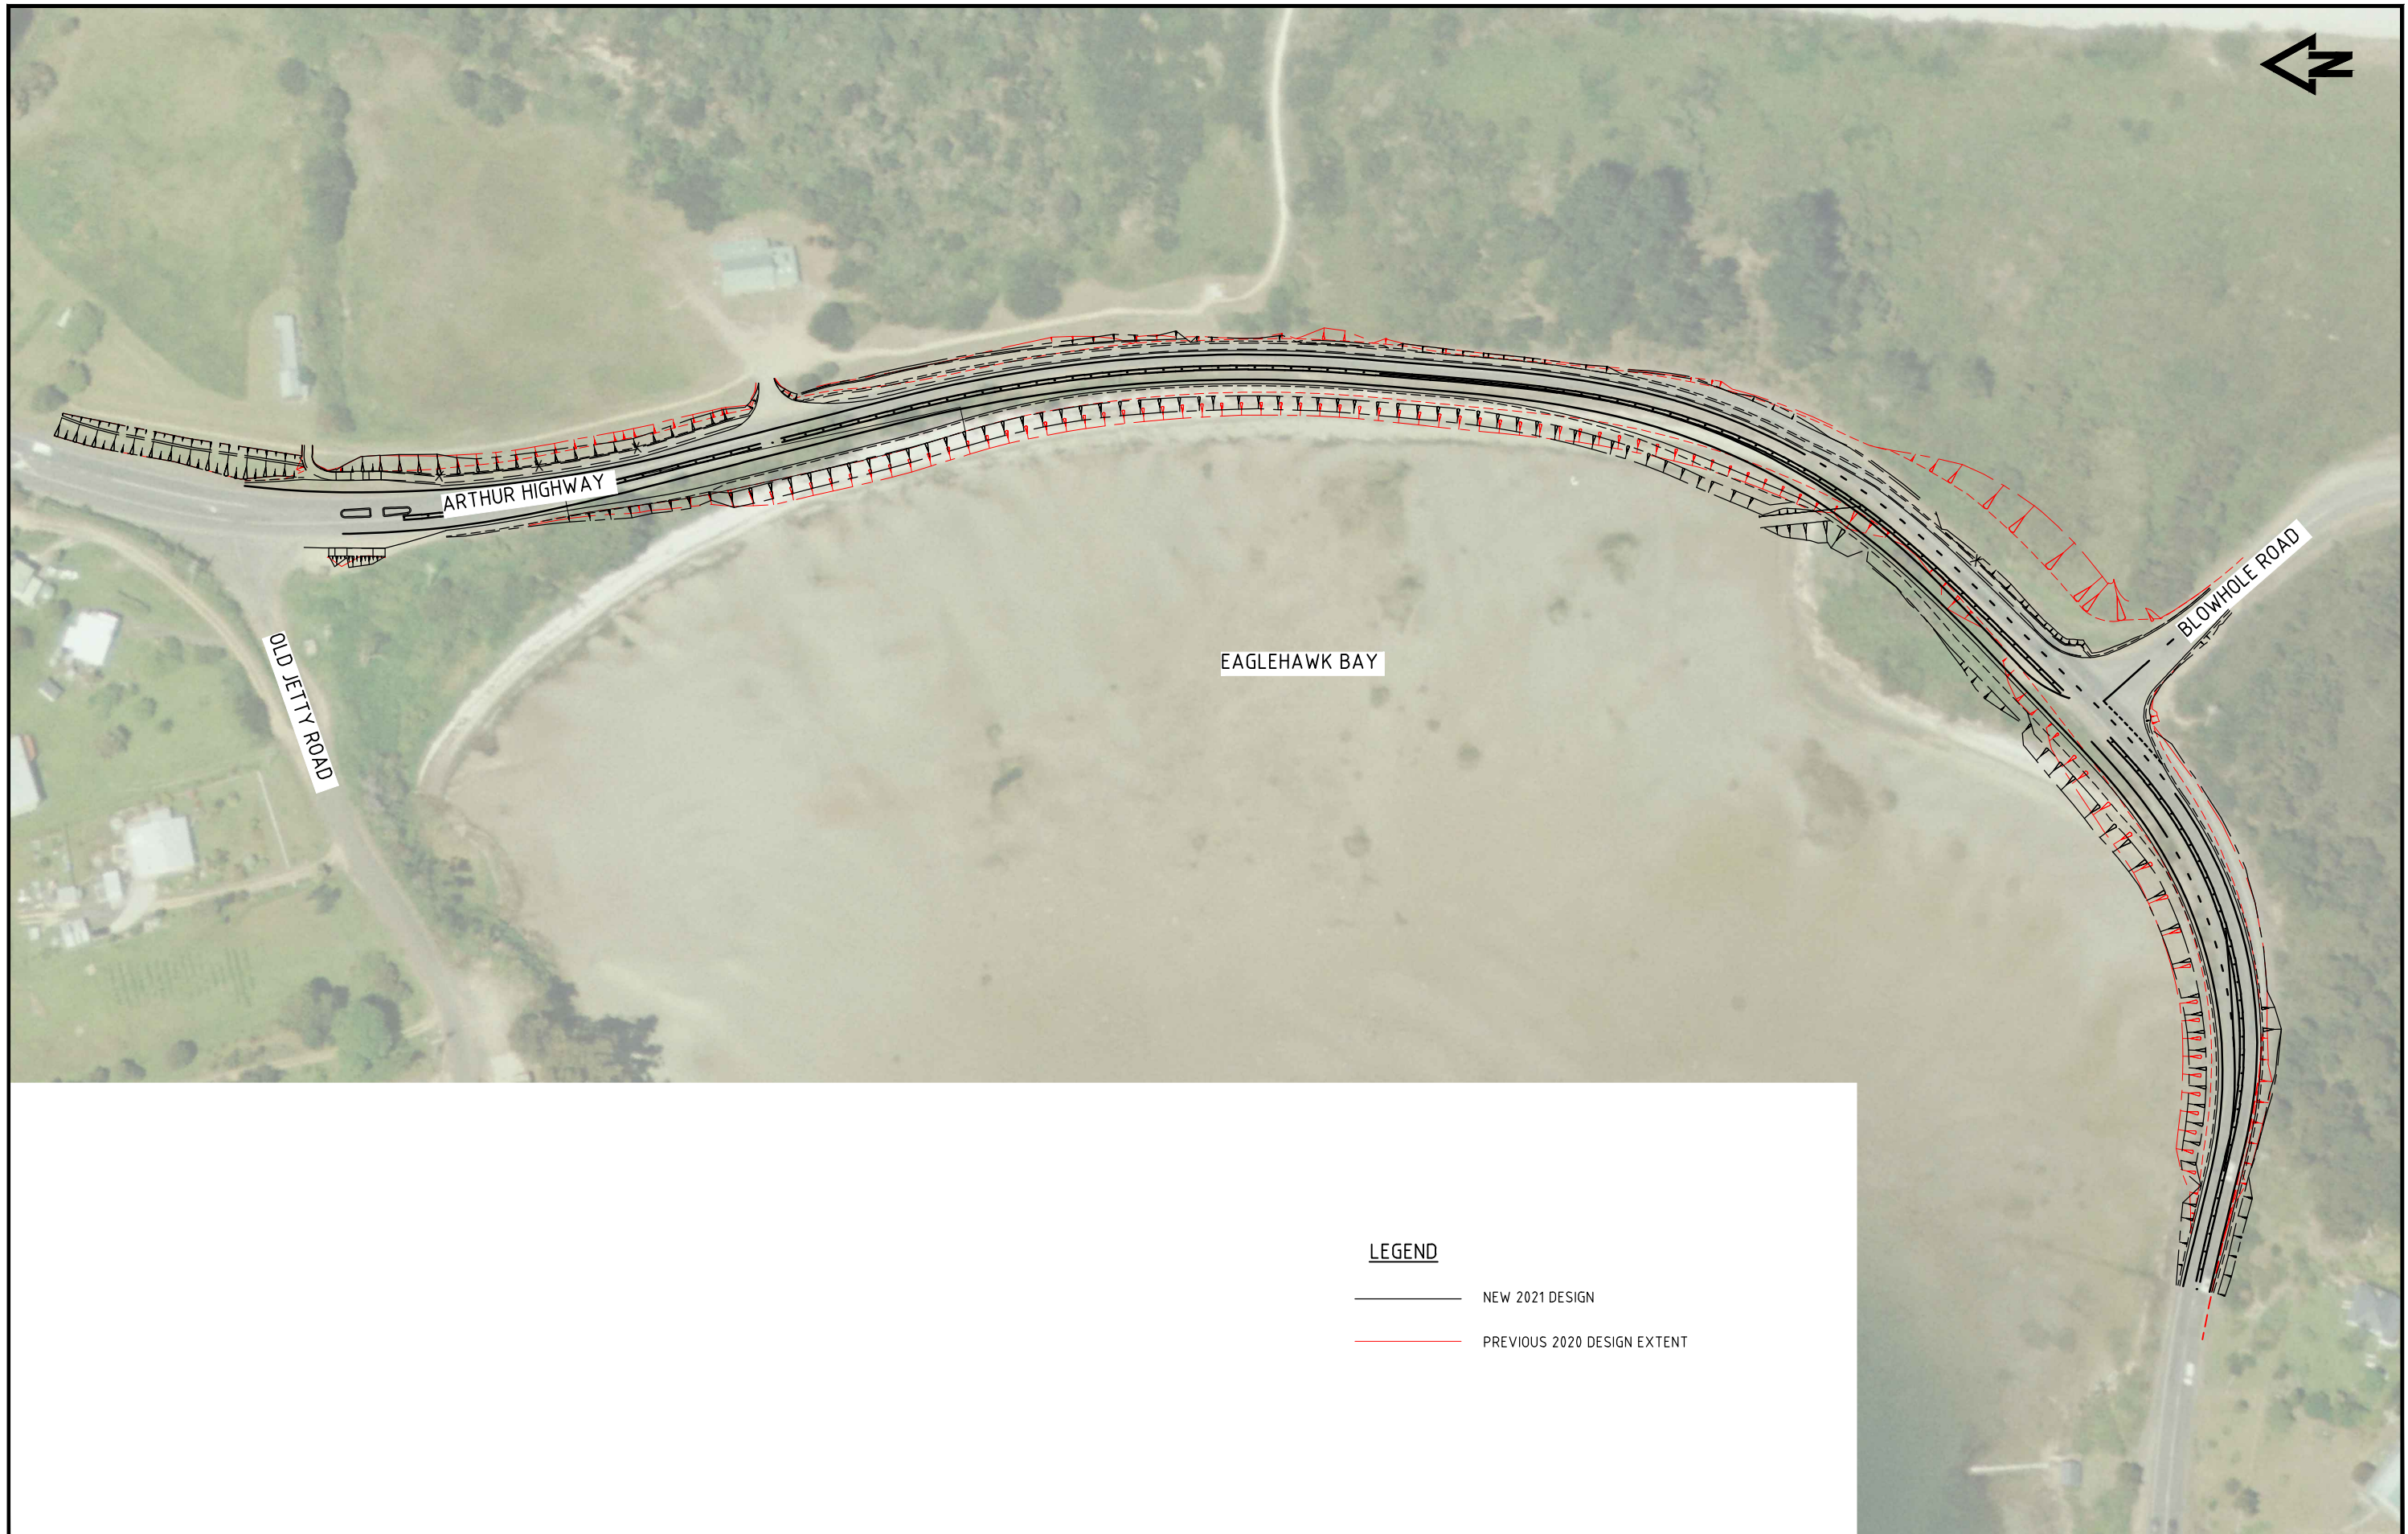 N
ARTHUR HIGHWAY
BLOWHOLE ROAD
OLD JETTY ROAD
EAGLEHAWK BAY
LEGEND
NEW 2021 DESIGN
PREVIOUS 2020 DESIGN EXTENT